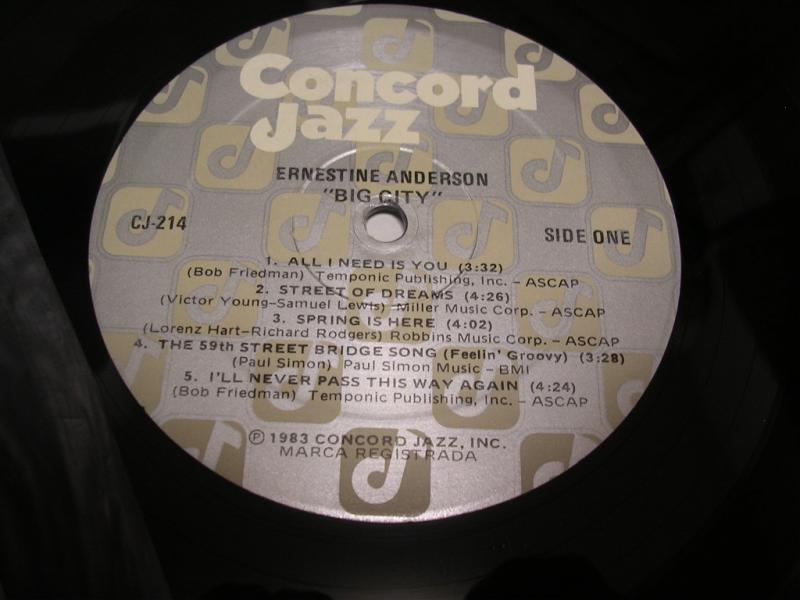 Concord
Jazz
ERNESTINE ANDERSON
"BIG CITY"
CJ-214
SIDE ONE
1. ALL I NEED IS YOU (3:32)
(Bob Friedman) Temponic Publishing, Inc. – ASCAP
2. STREET OF DREAMS (4:26)
(Victor Young–Samuel Lewis) Miller Music Corp. – ASCAP
3. SPRING IS HERE (4:02)
(Lorenz Hart–Richard Rodgers) Robbins Music Corp. – ASCAP
4. THE 59th STREET BRIDGE SONG (Feelin' Groovy) (3:28)
(Paul Simon) Paul Simon Music – BMI
5. I'LL NEVER PASS THIS WAY AGAIN (4:24)
(Bob Friedman) Temponic Publishing, Inc. – ASCAP
℗ 1983 CONCORD JAZZ, INC.
MARCA REGISTRADA